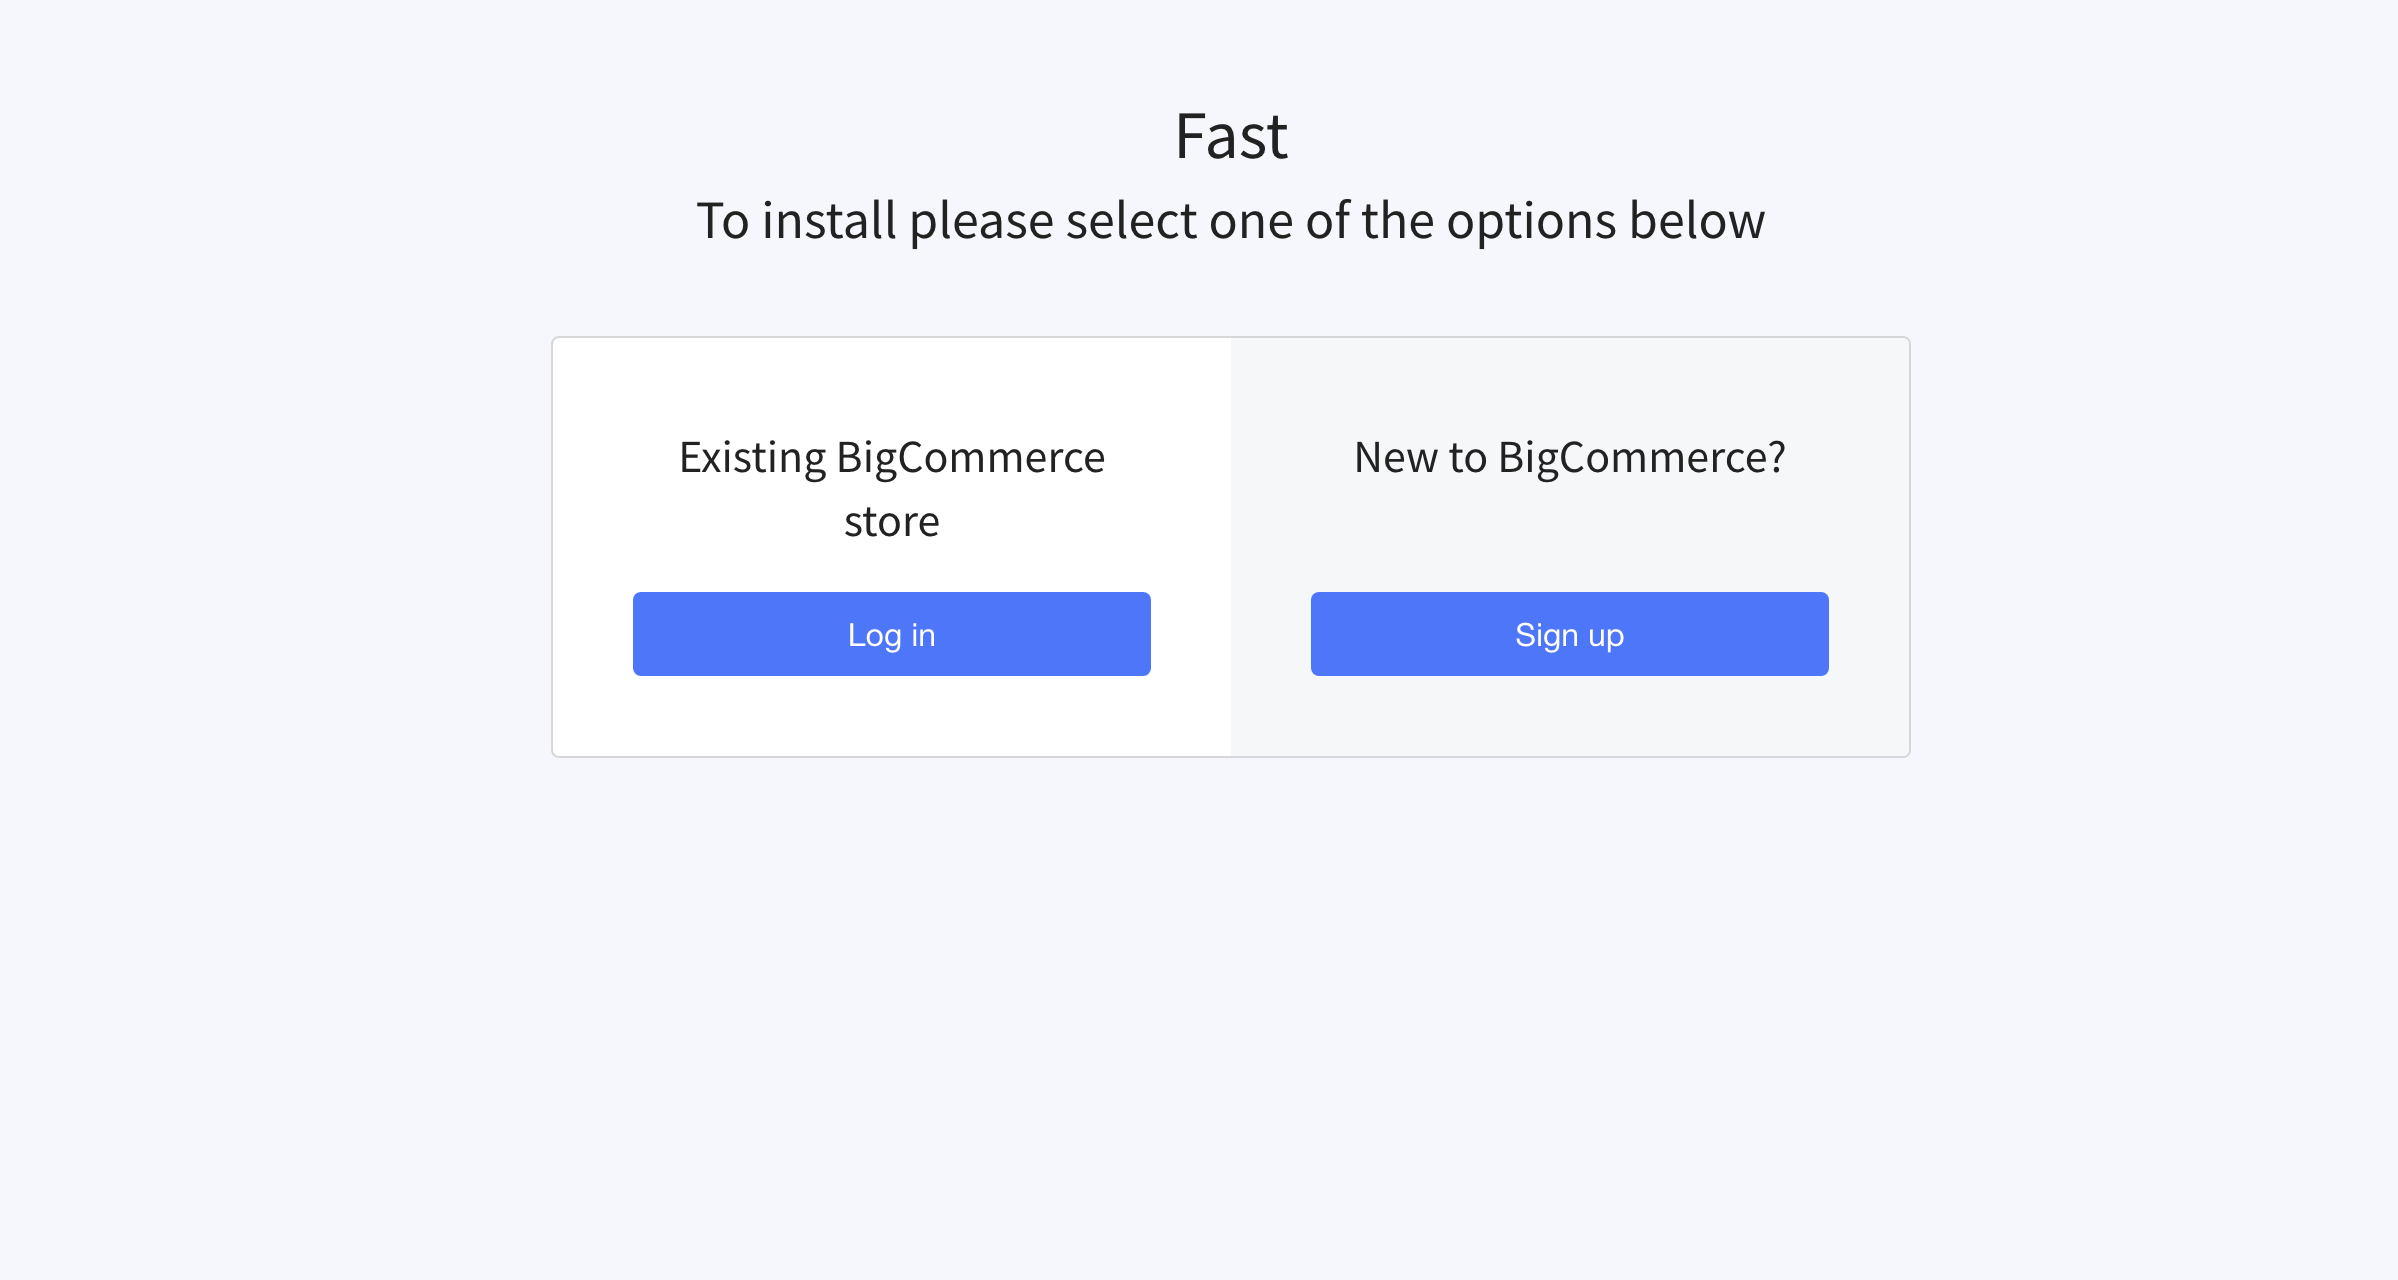 Fast
To install please select one of the options below
Existing BigCommerce
store
Log in
New to BigCommerce?
Sign up